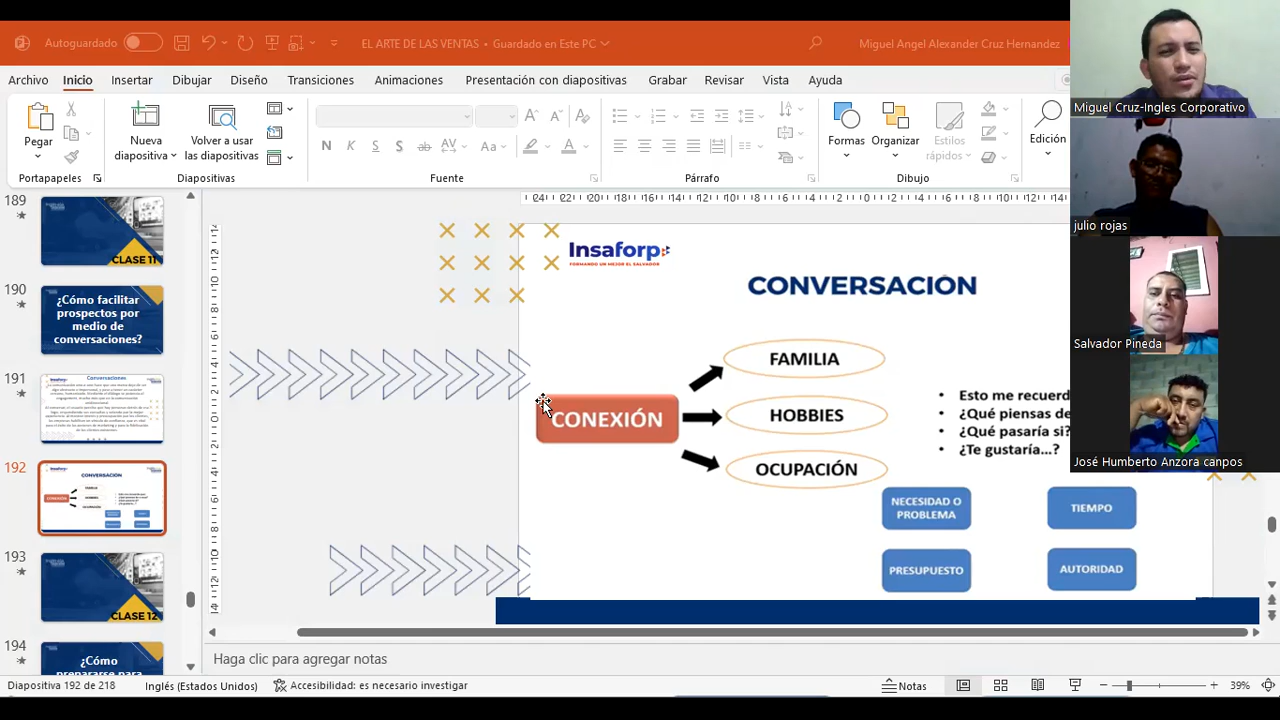 Autoguardado
EL ARTE DE LAS VENTAS • Guardado en Este PC
Miguel Angel Alexander Cruz Hernandez
Archivo
Inicio
Insertar
Dibujar
Diseño
Transiciones
Animaciones
Presentación con diapositivas
Grabar
Revisar
Vista
Ayuda
Pegar
Nueva
diapositiva
Volver a usar
las diapositivas
Formas
Organizar
Estilos
rápidos
Edición
Portapapeles
Diapositivas
Fuente
Párrafo
Dibujo
Miguel Cruz-Ingles Corporativo
julio rojas
Salvador Pineda
José Humberto Anzora canpos
189
CLASE 11
190
¿Cómo facilitar
prospectos por
medio de
conversaciones?
191
Conversaciones
192
193
CLASE 12
194
¿Cómo
prepararse para
Insaforp
FORMANDO UN MEJOR EL SALVADOR
CONVERSACIÓN
CONEXIÓN
FAMILIA
HOBBIES
OCUPACIÓN
• Esto me recuerd
• ¿Qué piensas de
• ¿Qué pasaría si?
• ¿Te gustaría...?
NECESIDAD O
PROBLEMA
TIEMPO
PRESUPUESTO
AUTORIDAD
Haga clic para agregar notas
Diapositiva 192 de 218
Inglés (Estados Unidos)
Accesibilidad: es necesario investigar
Notas
39%